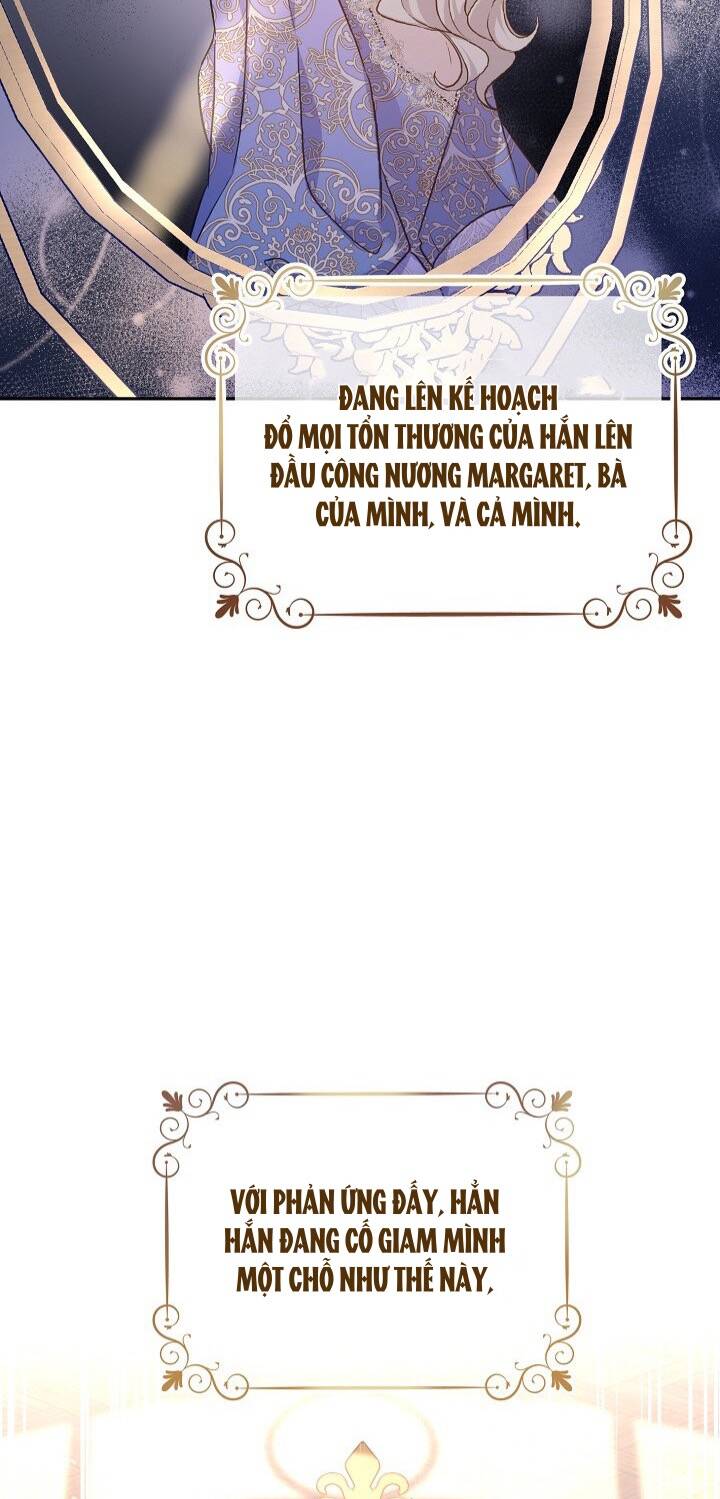 ĐANG LÊN KẾ HOẠCH
ĐỔ MỌI TỔN THƯƠNG CỦA HẮN LÊN
ĐẦU CÔNG NƯƠNG MARGARET, BÀ
CỦA MÌNH, VÀ CẢ MÌNH.
VỚI PHẢN ỨNG ĐẤY, HẲN
HẮN ĐANG CỐ GIAM MÌNH
MỘT CHỖ NHƯ THẾ NÀY,